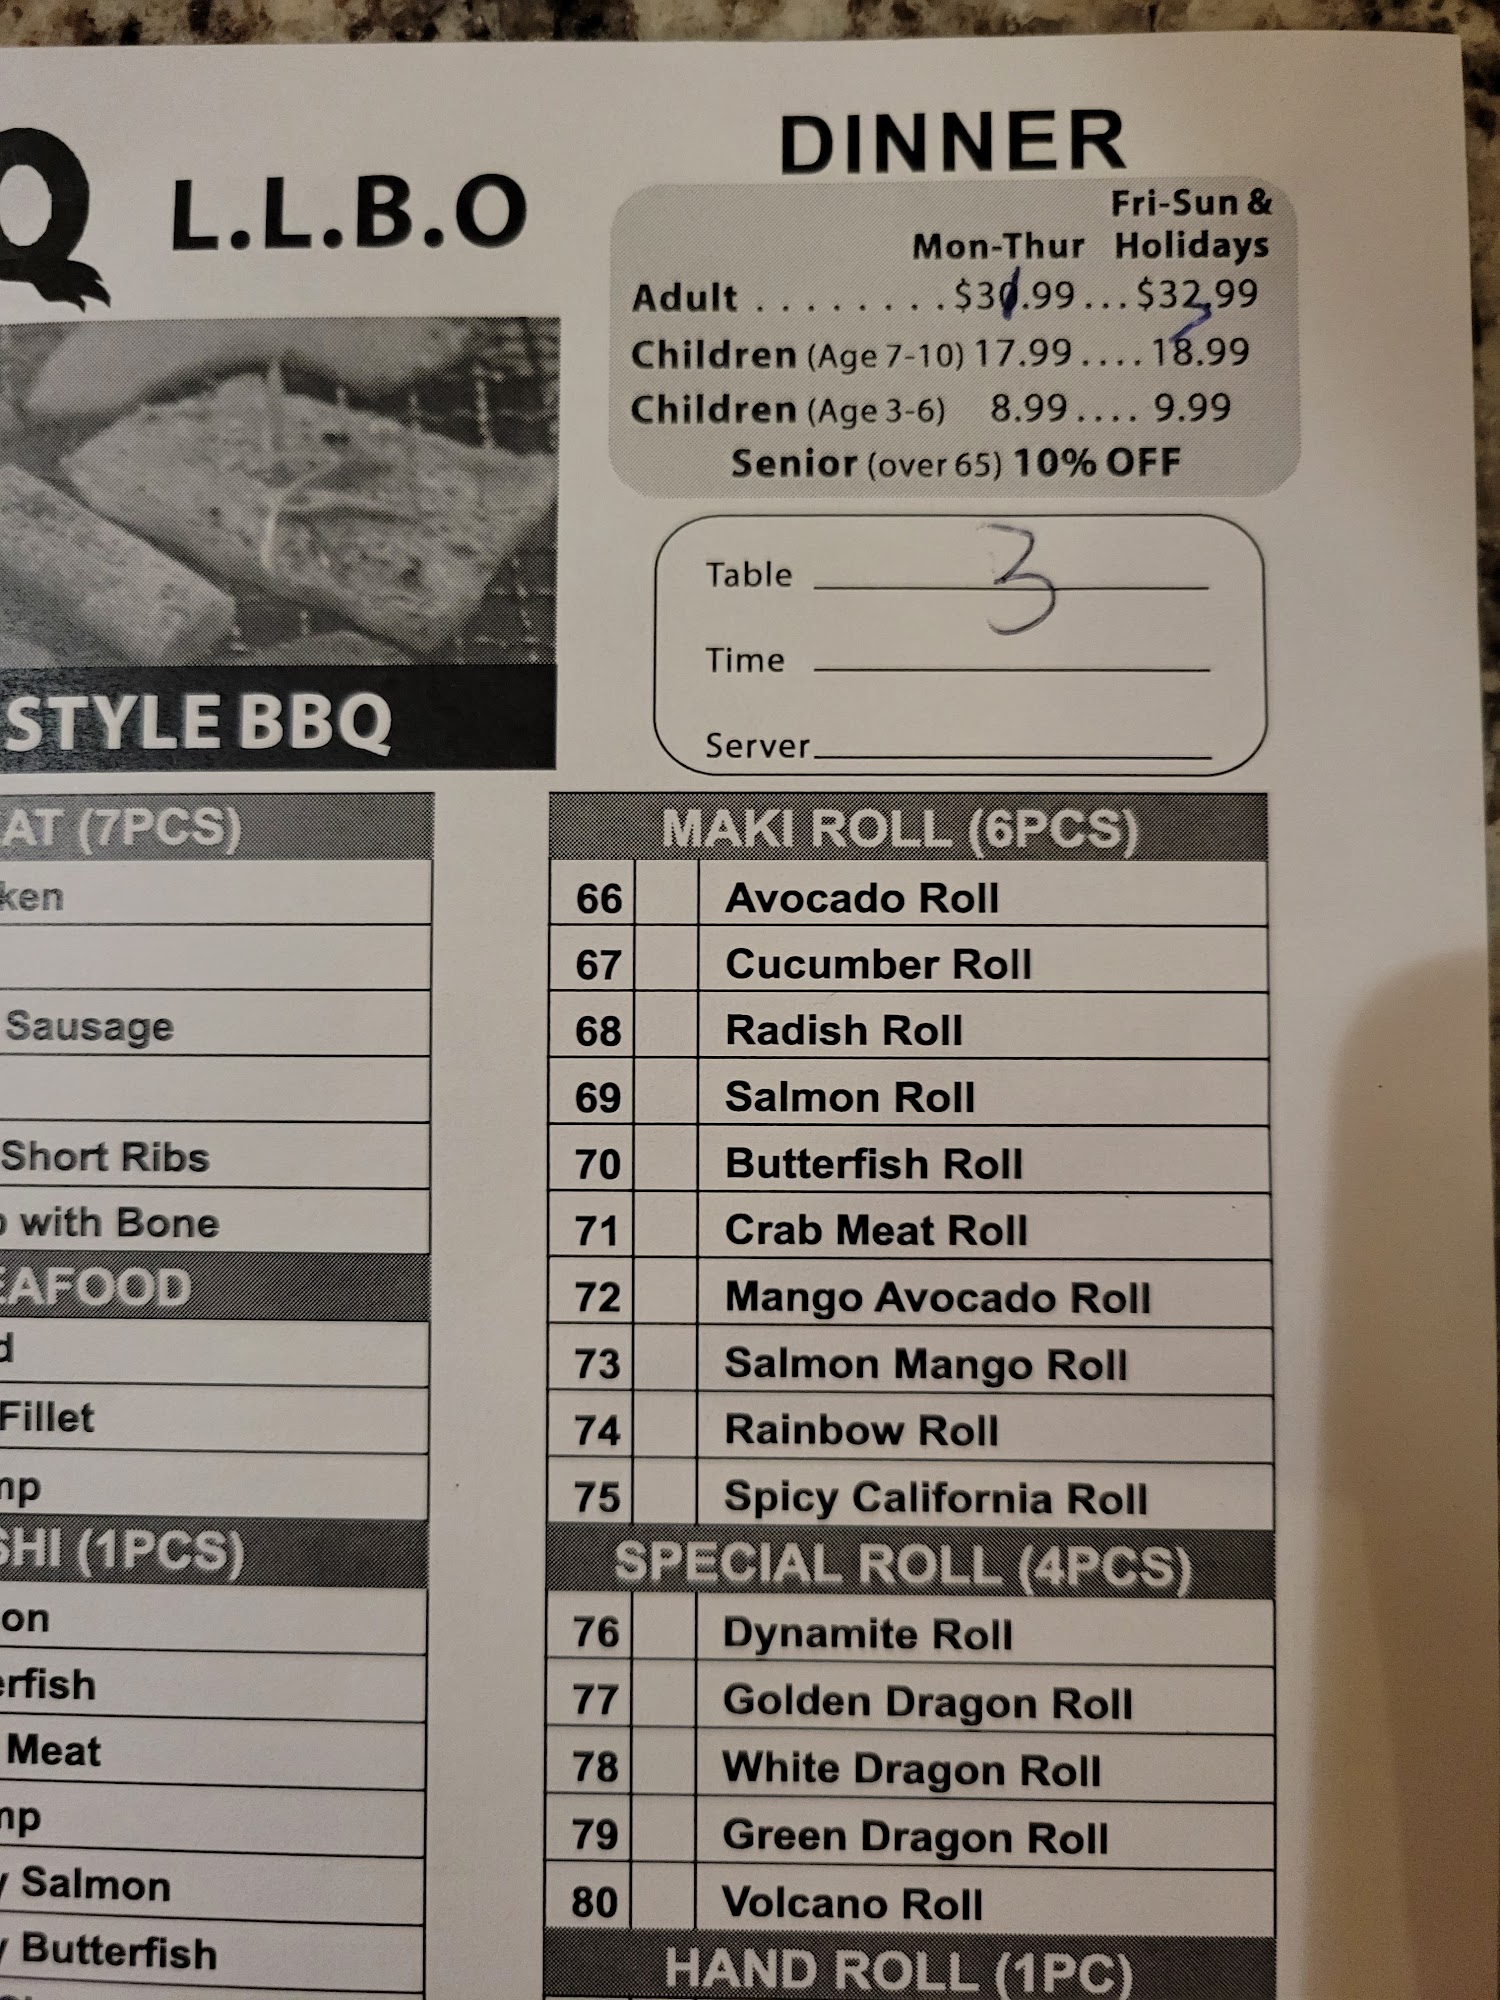 Q L.L.B.O
DINNER
Fri-Sun &
Mon-Thur Holidays
Adult ........ $31.99 ... $33.99
Children (Age 7-10) 17.99 .... 18.99
Children (Age 3-6) 8.99 .... 9.99
Senior (over 65) 10% OFF
Table 3
Time
Server
STYLE BBQ
AT (7PCS)
ken
Sausage
Short Ribs
with Bone
EAFOOD
d
Fillet
mp
SHI (1PCS)
on
erfish
Meat
mp
y Salmon
y Butterfish
MAKI ROLL (6PCS)
66 Avocado Roll
67 Cucumber Roll
68 Radish Roll
69 Salmon Roll
70 Butterfish Roll
71 Crab Meat Roll
72 Mango Avocado Roll
73 Salmon Mango Roll
74 Rainbow Roll
75 Spicy California Roll
SPECIAL ROLL (4PCS)
76 Dynamite Roll
77 Golden Dragon Roll
78 White Dragon Roll
79 Green Dragon Roll
80 Volcano Roll
HAND ROLL (1PC)